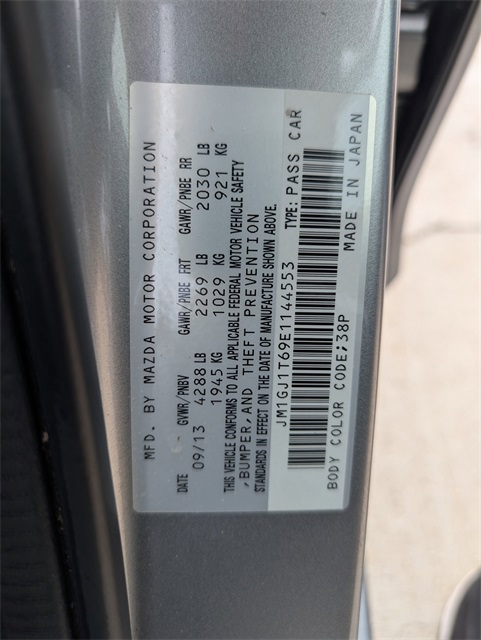 MFD. BY MAZDA MOTOR CORPORATION
DATE GVWR/PNBV GAWR/PNBE FRT GAWR/PNBE RR
09/13 4288 LB 2269 LB 2030 LB
1945 KG 1029 KG 921 KG
THIS VEHICLE CONFORMS TO ALL APPLICABLE FEDERAL MOTOR VEHICLE SAFETY
,BUMPER,AND THEFT PREVENTION
STANDARDS IN EFFECT ON THE DATE OF MANUFACTURE SHOWN ABOVE.
JM1GJ1T69E1144553 TYPE: PASS CAR
BODY COLOR CODE;38P MADE IN JAPAN